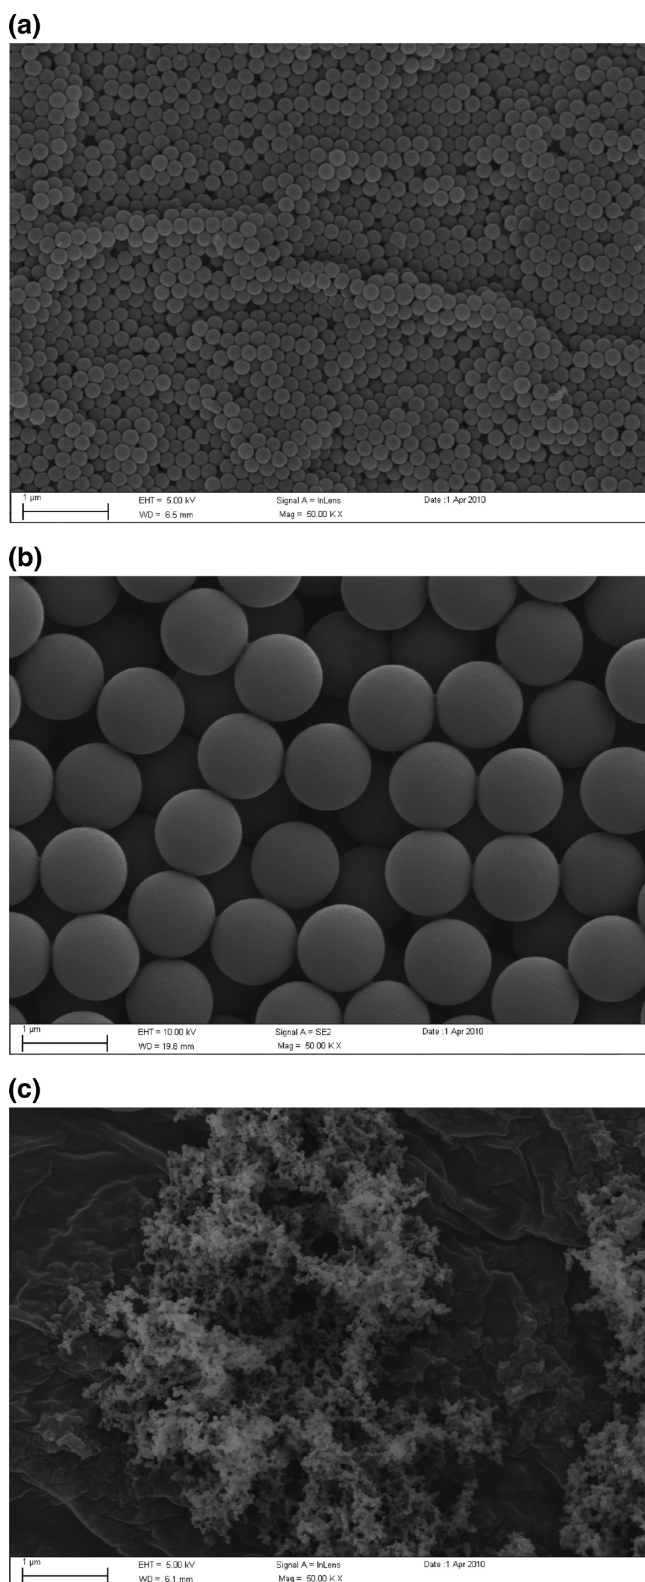 (a)
1 µm
EHT = 5.00 kV
Signal A = InLens
Date :1 Apr 2010
WD = 6.5 mm
Mag = 50.00 K X
(b)
1 µm
EHT = 10.00 kV
Signal A = SE2
Date :1 Apr 2010
WD = 19.8 mm
Mag = 50.00 K X
(c)
1 µm
EHT = 5.00 kV
Signal A = InLens
Date :1 Apr 2010
WD = 6.1 mm
Mag = 50.00 K X